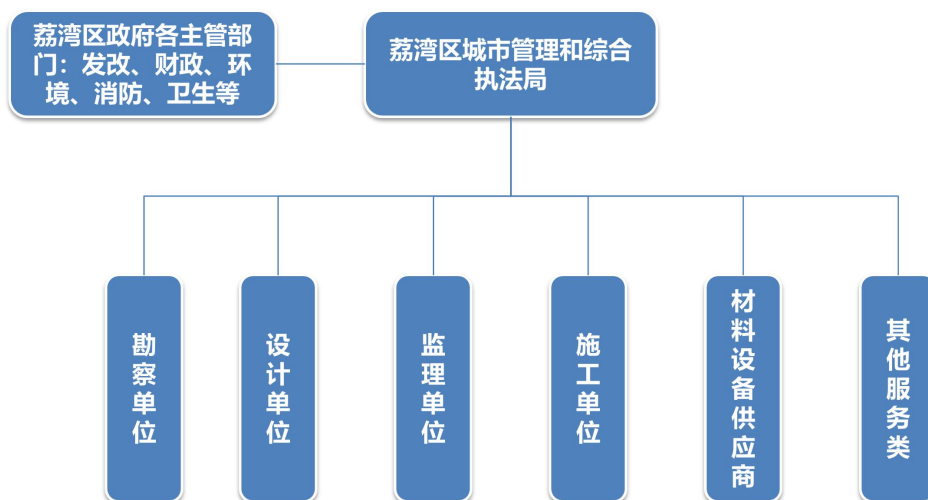 荔湾区政府各主管部
门：发改、财政、环
境、消防、卫生等
荔湾区城市管理和综合
执法局
勘察单位
设计单位
监理单位
施工单位
材料设备供应商
其他服务类